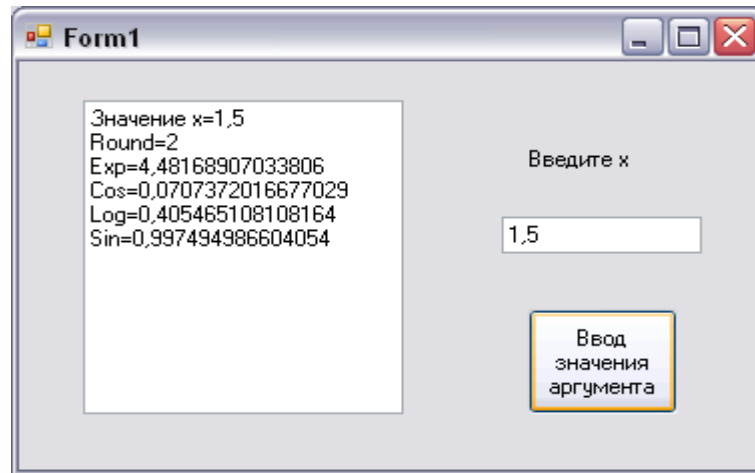 Form1
Значение x=1,5
Round=2
Exp=4,48168907033806
Cos=0,0707372016677029
Log=0,405465108108164
Sin=0,997494986604054
Введите x
1,5
Ввод
значения
аргумента